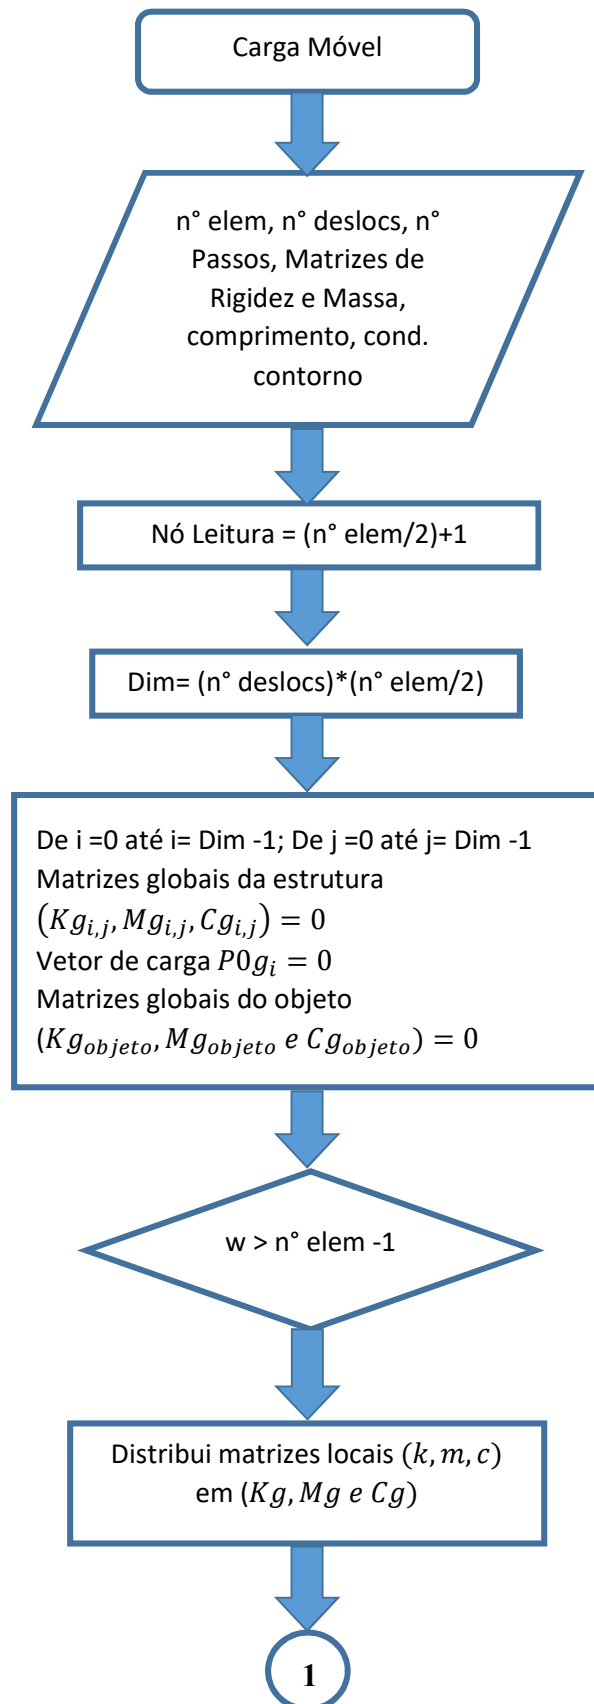 Carga Móvel
n° elem, n° deslocs, n°
Passos, Matrizes de
Rigidez e Massa,
comprimento, cond.
contorno
Nó Leitura = (n° elem/2)+1
Dim= (n° deslocs)*(n° elem/2)
De i =0 até i= Dim -1; De j =0 até j= Dim -1
Matrizes globais da estrutura
(Kg_{i,j}, Mg_{i,j}, Cg_{i,j}) = 0
Vetor de carga P0g_i = 0
Matrizes globais do objeto
(Kg_{objeto}, Mg_{objeto} e Cg_{objeto}) = 0
w > n° elem -1
Distribui matrizes locais (k, m, c)
em (Kg, Mg e Cg)
1